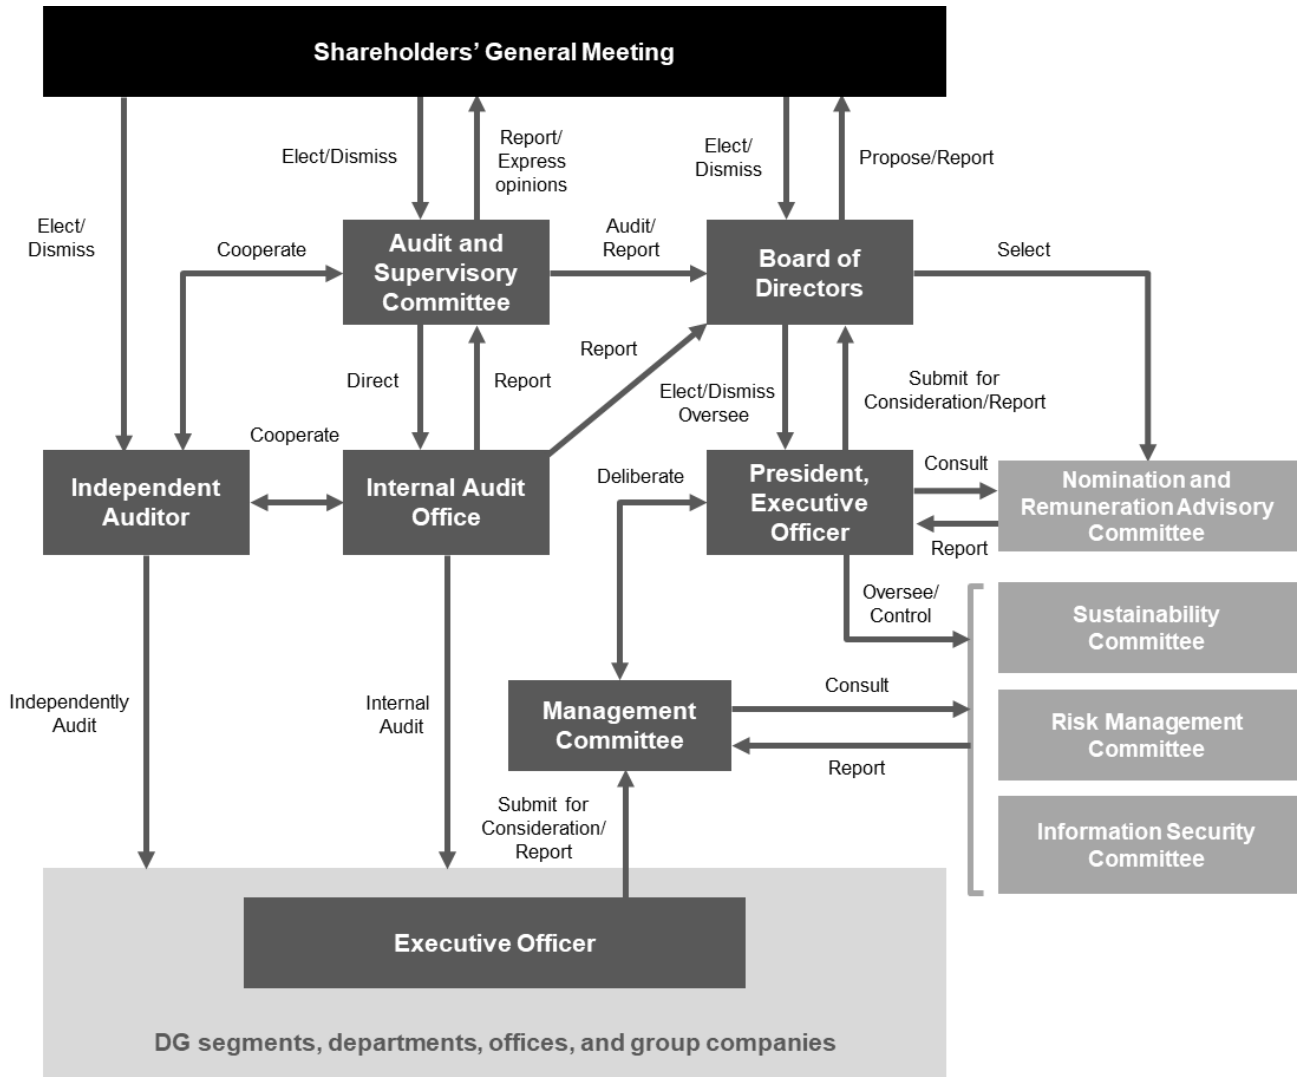 Shareholders’ General Meeting
Elect/Dismiss
Report/
Express
opinions
Elect/
Dismiss
Propose/Report
Elect/
Dismiss
Cooperate
Audit and
Supervisory
Committee
Audit/
Report
Board of
Directors
Select
Direct
Report
Report
Elect/Dismiss
Oversee
Submit for
Consideration/Report
Cooperate
Independent
Auditor
Internal Audit
Office
Deliberate
President,
Executive
Officer
Consult
Report
Nomination and
Remuneration Advisory
Committee
Oversee/
Control
Sustainability
Committee
Independently
Audit
Internal
Audit
Management
Committee
Consult
Report
Risk Management
Committee
Submit for
Consideration/
Report
Information Security
Committee
Executive Officer
DG segments, departments, offices, and group companies